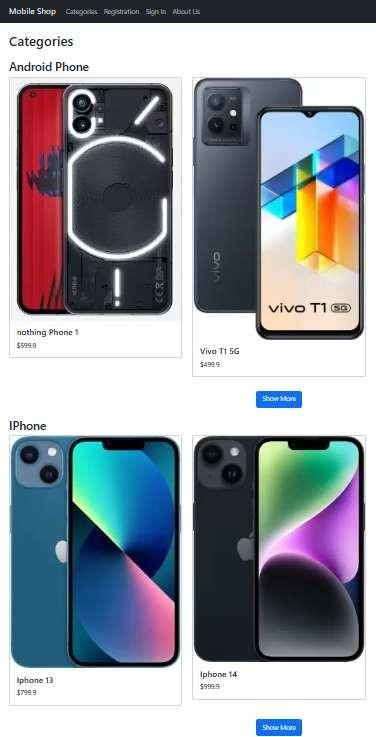 Mobile Shop Categories Registration Sign In About Us
Categories
Android Phone
nothing Phone 1
$599.9
vivo
vivo T1 5G
Vivo T1 5G
$499.9
Show More
IPhone
Iphone 13
$799.9
Iphone 14
$999.9
Show More